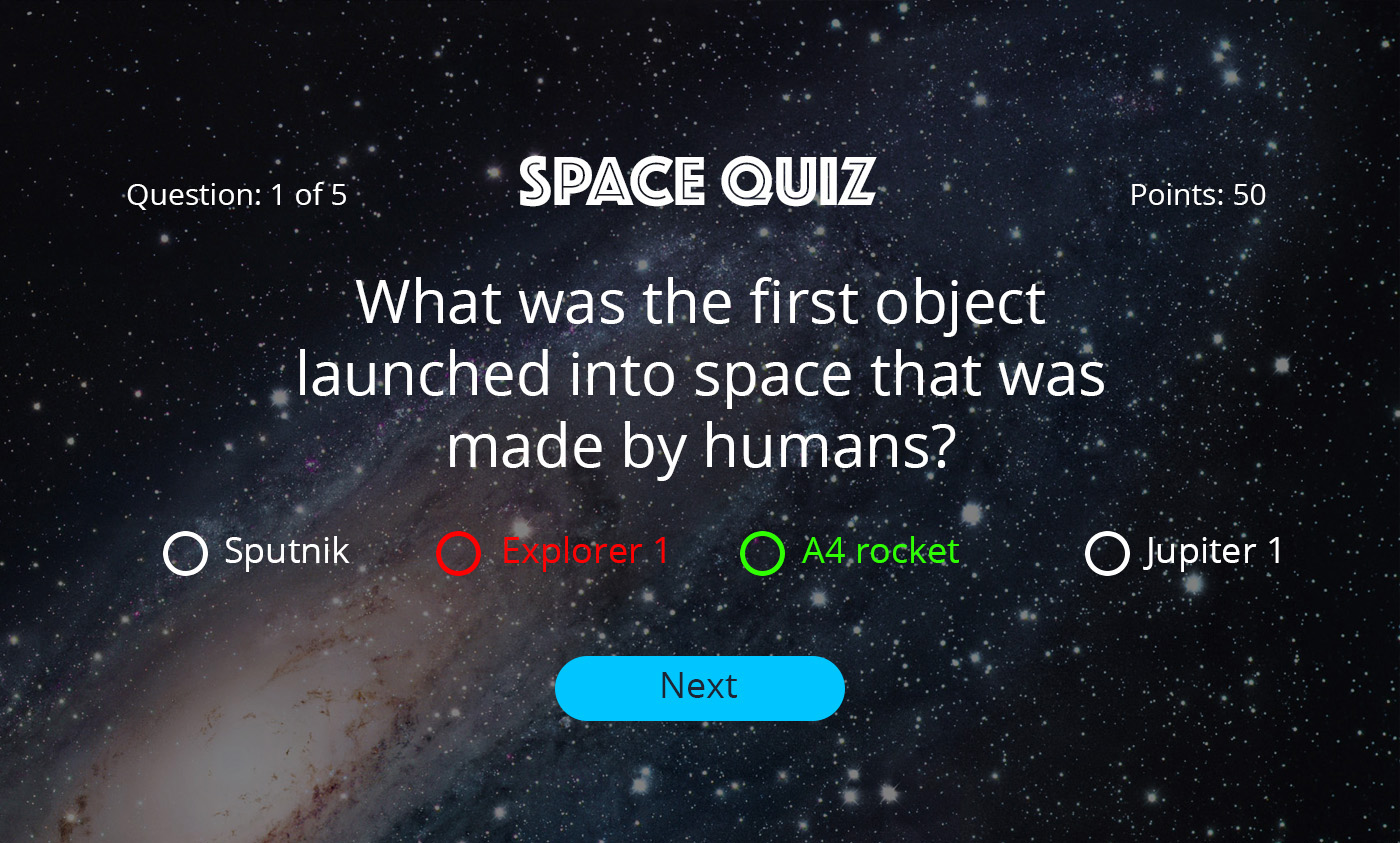 Question: 1 of 5
SPACE QUIZ
Points: 50
What was the first object
launched into space that was
made by humans?
Sputnik
Explorer 1
A4 rocket
Jupiter 1
Next